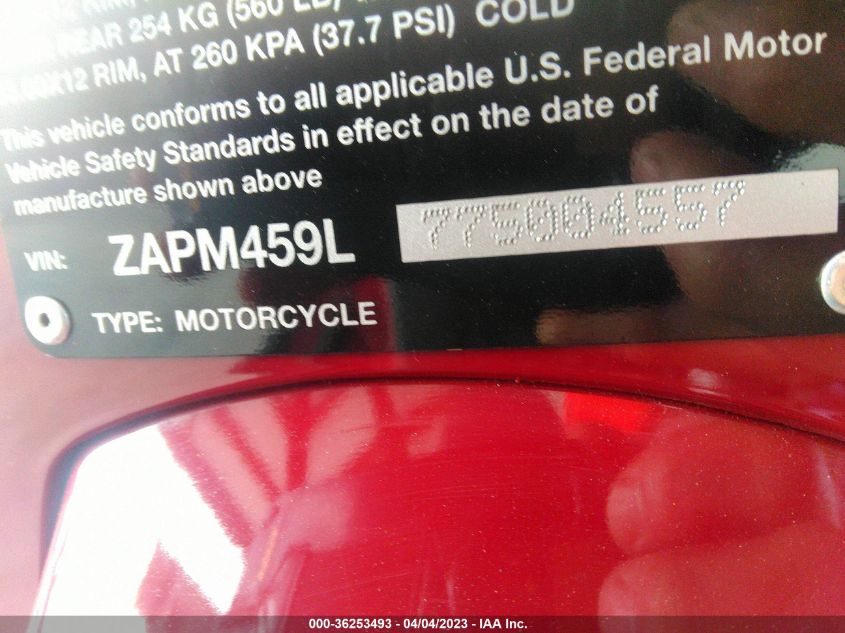 RIM,
REAR 254 KG (560 LB)
RIM, AT 260 KPA (37.7 PSI) COLD
This vehicle conforms to all applicable U.S. Federal Motor
Vehicle Safety Standards in effect on the date of
manufacture shown above
VIN: ZAPM459L 775004557
TYPE: MOTORCYCLE
000-36253493 - 04/04/2023 - IAA Inc.